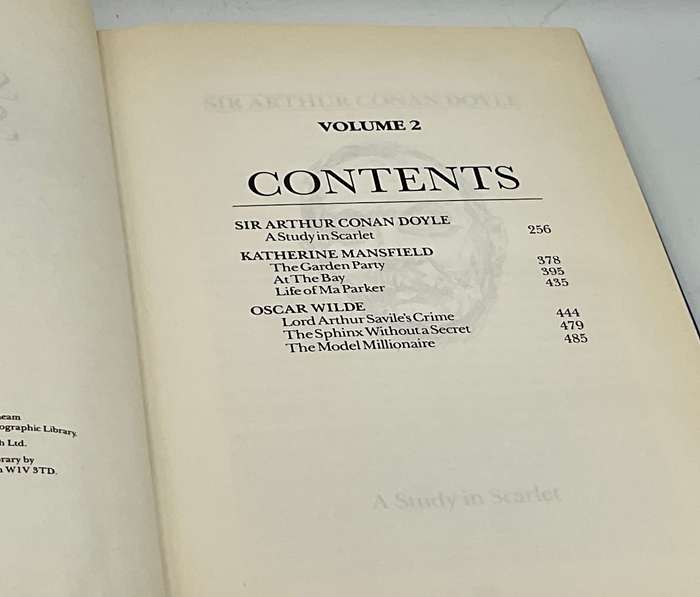 SIR ARTHUR CONAN DOYLE
VOLUME 2
CONTENTS
SIR ARTHUR CONAN DOYLE
A Study in Scarlet 256
KATHERINE MANSFIELD
The Garden Party 378
At The Bay 395
Life of Ma Parker 435
OSCAR WILDE
Lord Arthur Savile's Crime 444
The Sphinx Without a Secret 479
The Model Millionaire 485
A Study in Scarlet
eam
ographic Library.
h Ltd.
rary by
n W1V 3TD.